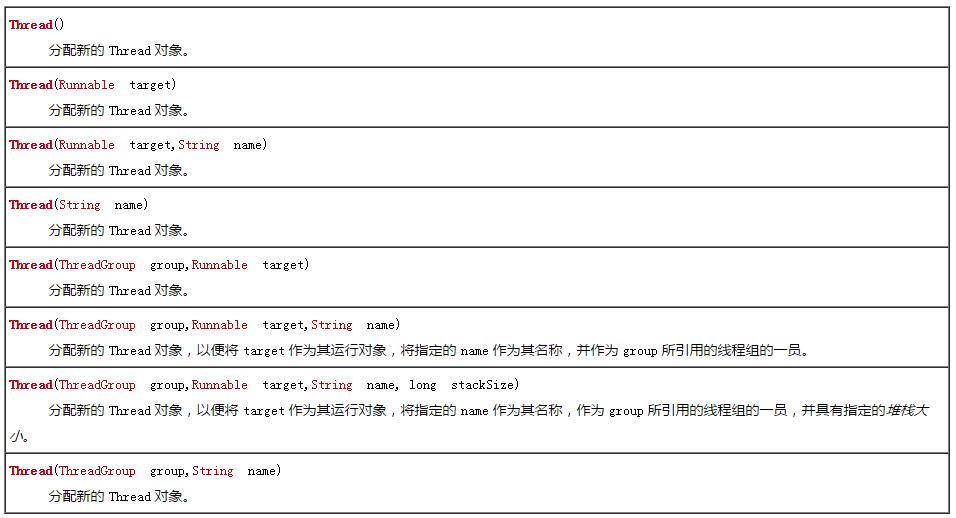 Thread()
分配新的 Thread 对象。
Thread(Runnable target)
分配新的 Thread 对象。
Thread(Runnable target,String name)
分配新的 Thread 对象。
Thread(String name)
分配新的 Thread 对象。
Thread(ThreadGroup group,Runnable target)
分配新的 Thread 对象。
Thread(ThreadGroup group,Runnable target,String name)
分配新的 Thread 对象，以便将 target 作为其运行对象，将指定的 name 作为其名称，并作为 group 所引用的线程组的一员。
Thread(ThreadGroup group,Runnable target,String name, long stackSize)
分配新的 Thread 对象，以便将 target 作为其运行对象，将指定的 name 作为其名称，作为 group 所引用的线程组的一员，并具有指定的堆栈大
小。
Thread(ThreadGroup group,String name)
分配新的 Thread 对象。